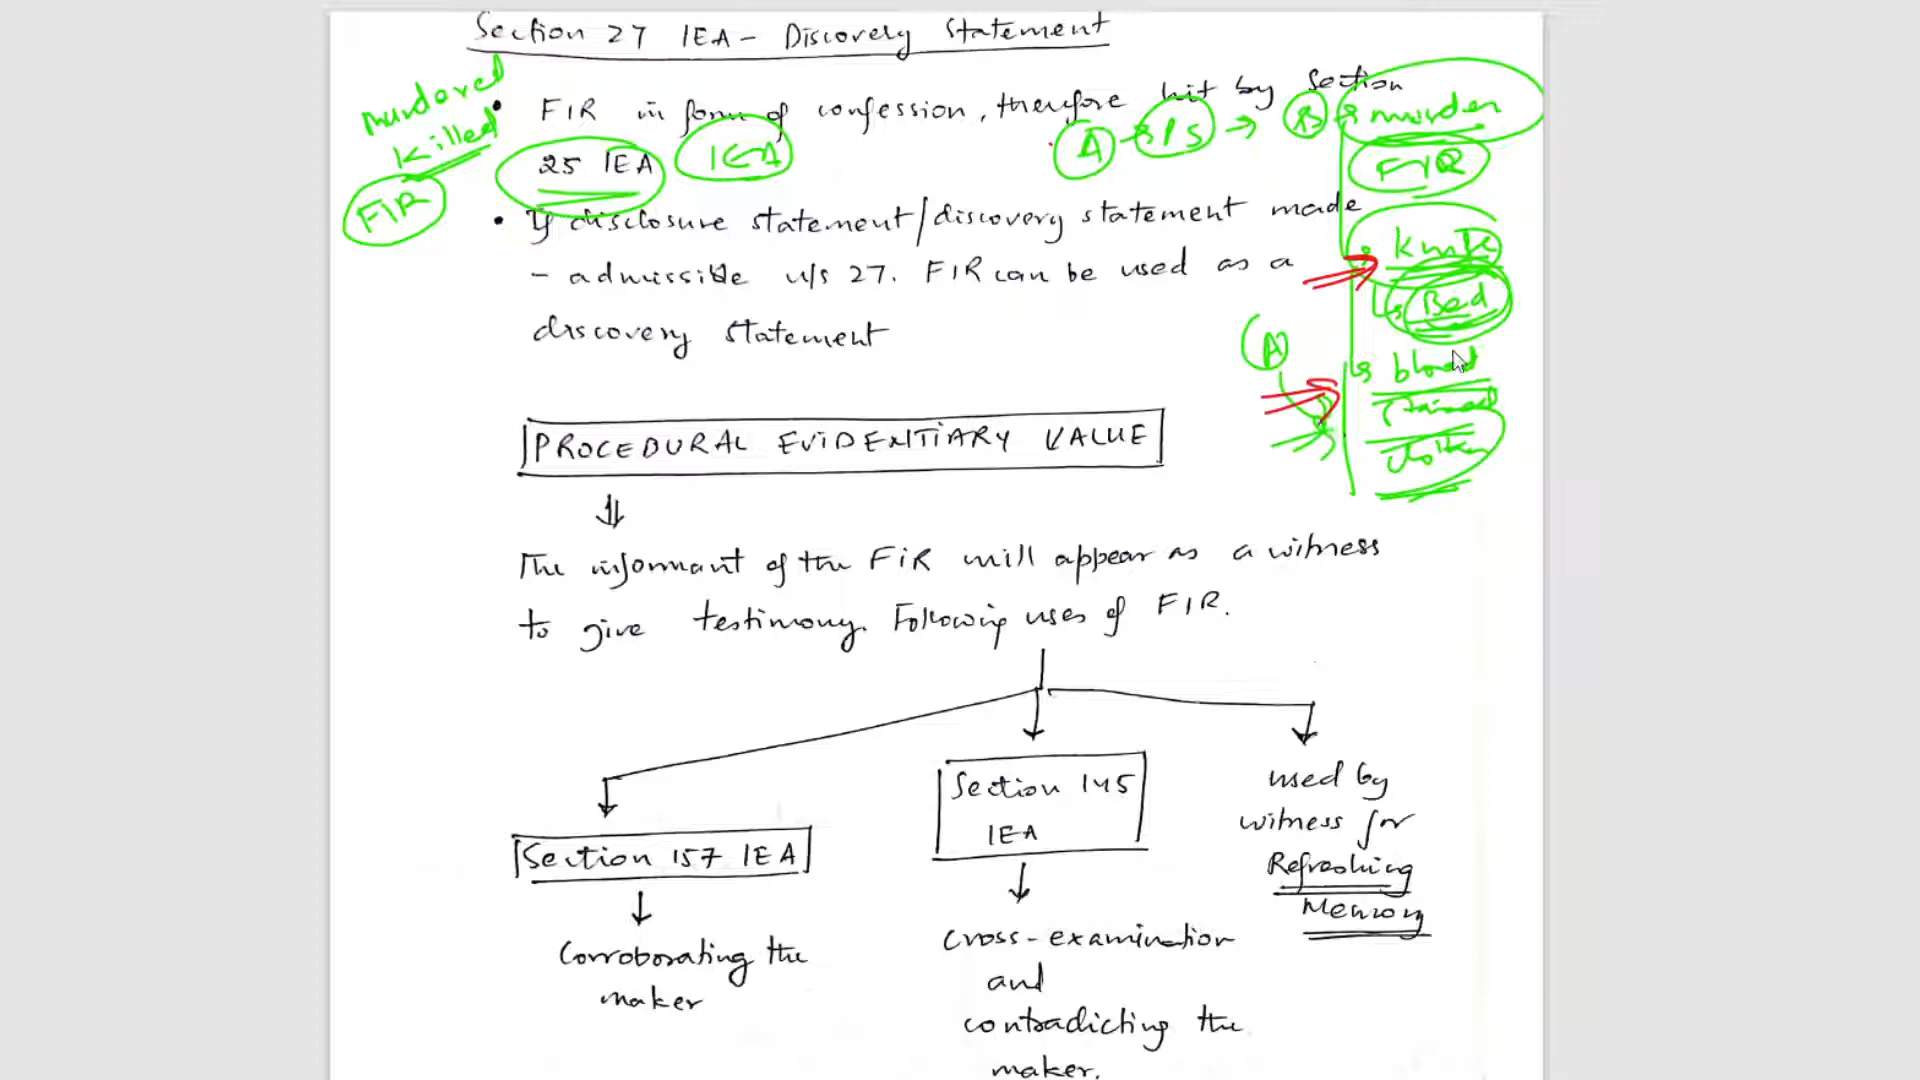 Section 27 IEA - Discovery Statement
murdered
killed
FIR
• FIR in form of confession, therefore hit by Section
25 IEA
IEA
A → PS → B → murder
FIR
• If disclosure statement/discovery statement made
- admissible u/s 27. FIR can be used as a
discovery statement
knife
Bed
A
blood
stained
clothes
PROCEDURAL EVIDENTIARY VALUE
The informant of the FIR will appear as a witness
to give testimony. Following uses of FIR.
Section 157 IEA
Corroborating the
maker
Section 145
IEA
Cross-examination
and
contradicting the
maker.
used by
witness for
Refreshing
Memory